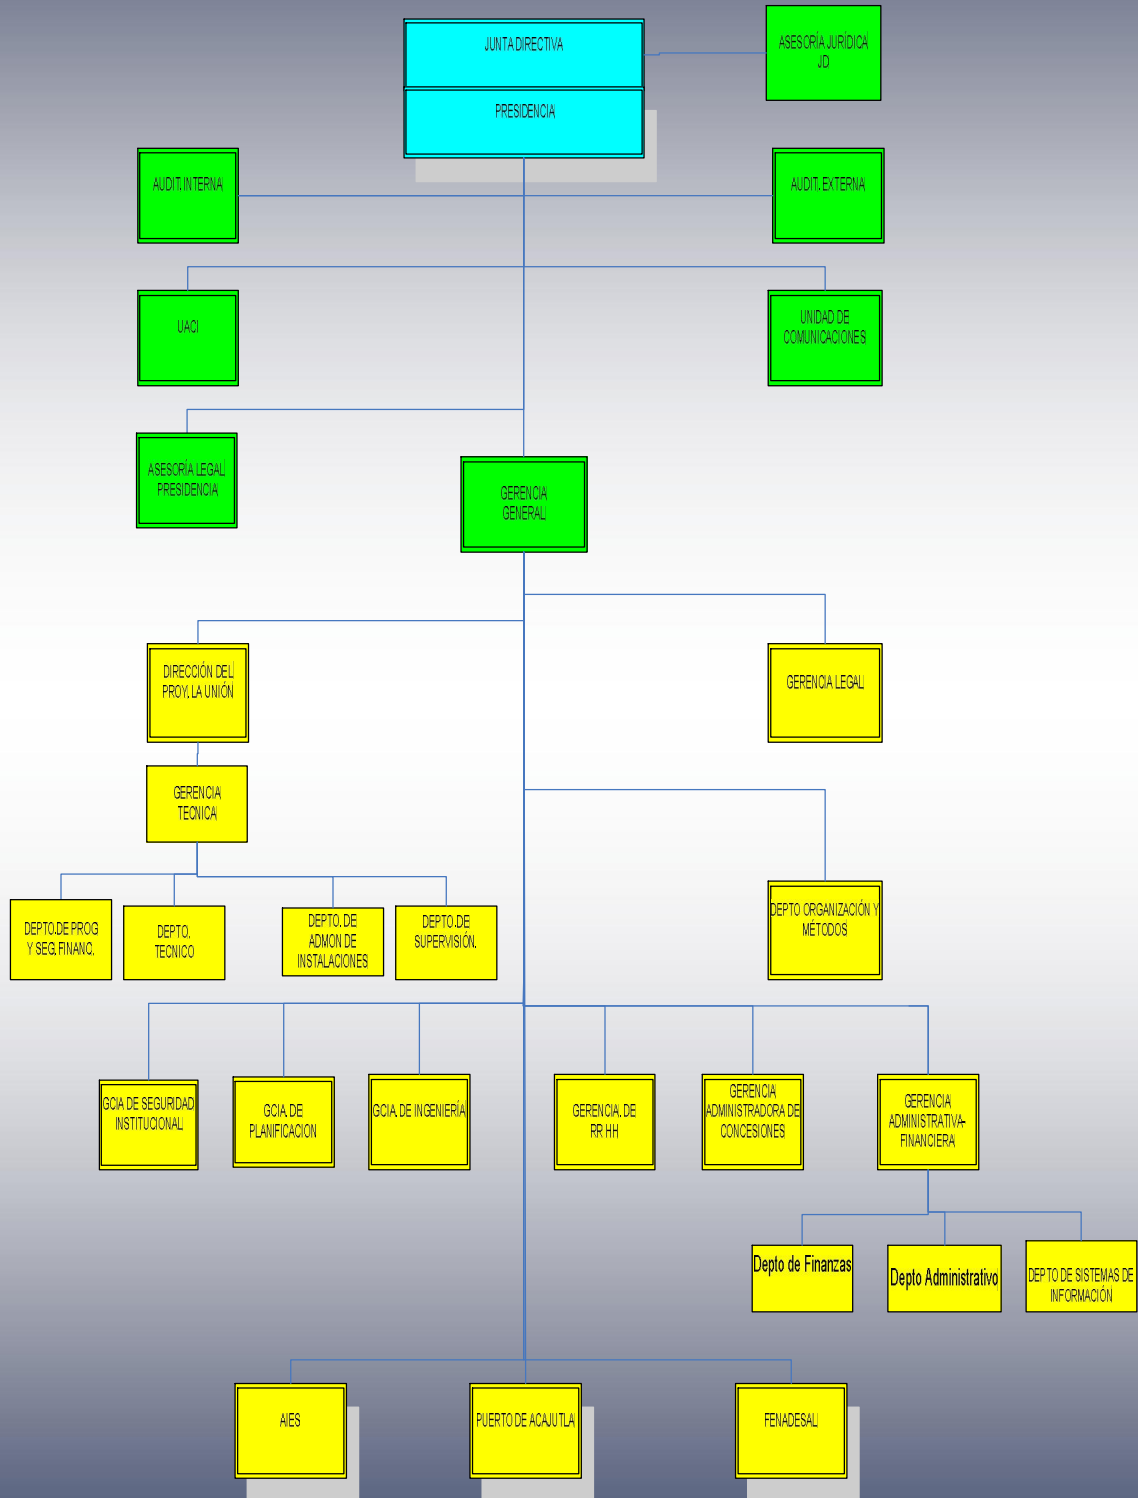 JUNTA DIRECTIVA
ASESORÍA JURÍDICA
JD
PRESIDENCIA
AUDIT. INTERNA
AUDIT. EXTERNA
UACI
UNIDAD DE
COMUNICACIONES
ASESORÍA LEGAL
PRESIDENCIA
GERENCIA
GENERAL
DIRECCIÓN DEL
PROY. LA UNIÓN
GERENCIA LEGAL
GERENCIA
TECNICA
DEPTO.DE PROG
Y SEG. FINANC.
DEPTO.
TECNICO
DEPTO. DE
ADMON DE
INSTALACIONES
DEPTO.DE
SUPERVISIÓN.
DEPTO ORGANIZACIÓN Y
MÉTODOS
GCIA DE SEGURIDAD
INSTITUCIONAL
GCIA. DE
PLANIFICACION
GCIA. DE INGENIERÍA
GERENCIA. DE
RR HH
GERENCIA
ADMINISTRADORA DE
CONCESIONES
GERENCIA
ADMINISTRATIVA-
FINANCIERA
Depto de Finanzas
Depto Administrativo
DEPTO DE SISTEMAS DE
INFORMACIÓN
AIES
PUERTO DE ACAJUTLA
FENADESAL